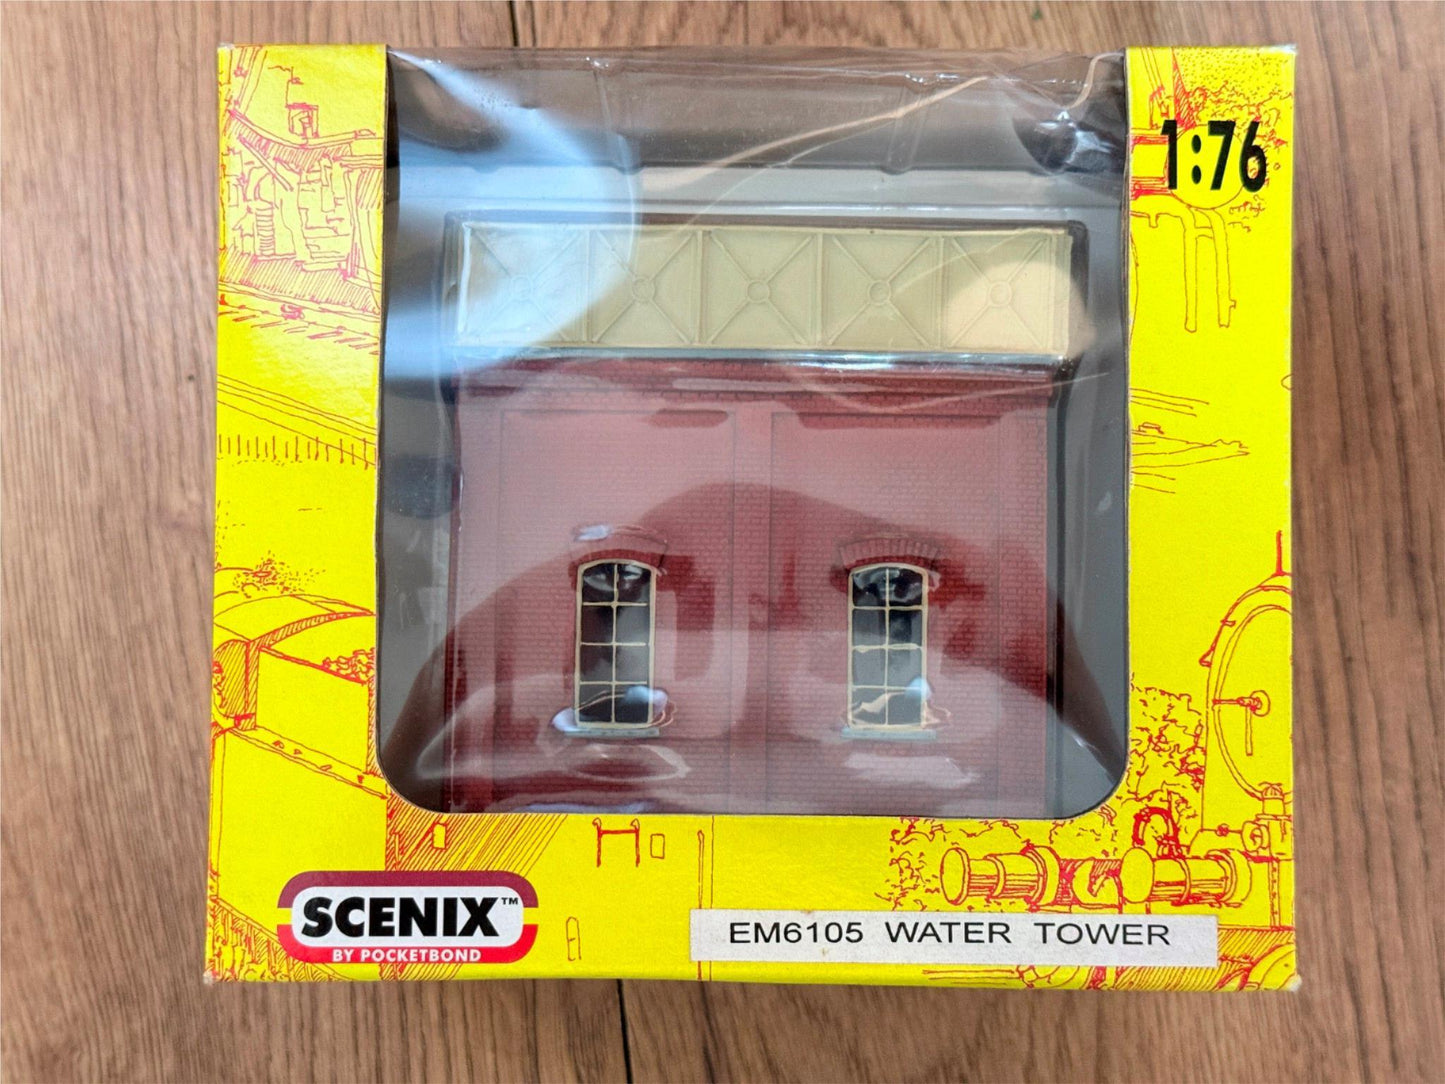 1:76
SCENIX™
BY POCKETBOND
EM6105 WATER TOWER